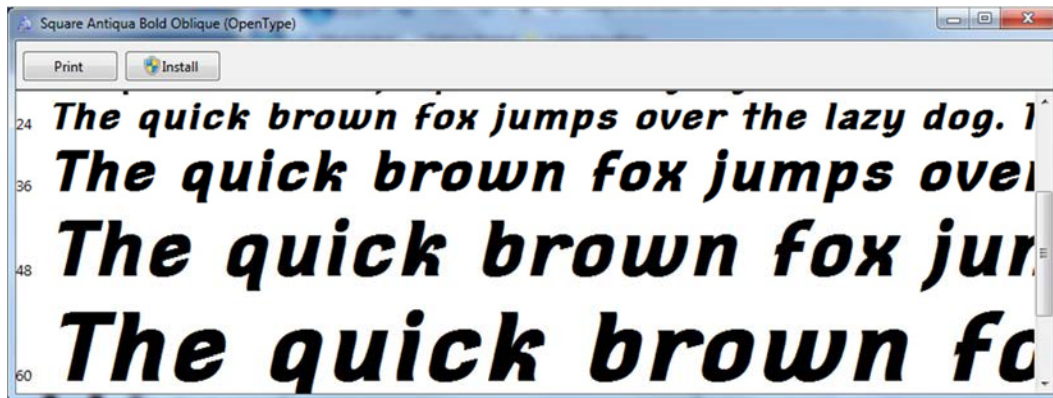 Square Antiqua Bold Oblique (OpenType)
Print Install
24 The quick brown fox jumps over the lazy dog.
36 The quick brown fox jumps over
48 The quick brown fox
60 The quick brown